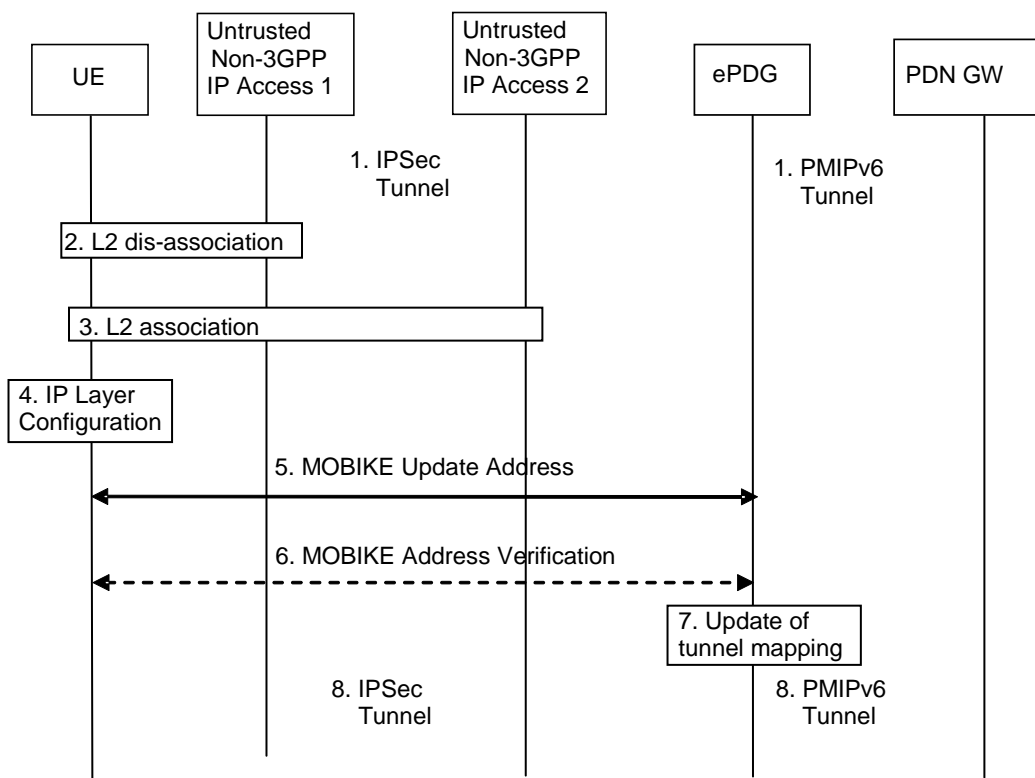 UE
Untrusted
Non-3GPP
IP Access 1
Untrusted
Non-3GPP
IP Access 2
ePDG
PDN GW
1. IPSec
Tunnel
1. PMIPv6
Tunnel
2. L2 dis-association
3. L2 association
4. IP Layer
Configuration
5. MOBIKE Update Address
6. MOBIKE Address Verification
7. Update of
tunnel mapping
8. IPSec
Tunnel
8. PMIPv6
Tunnel